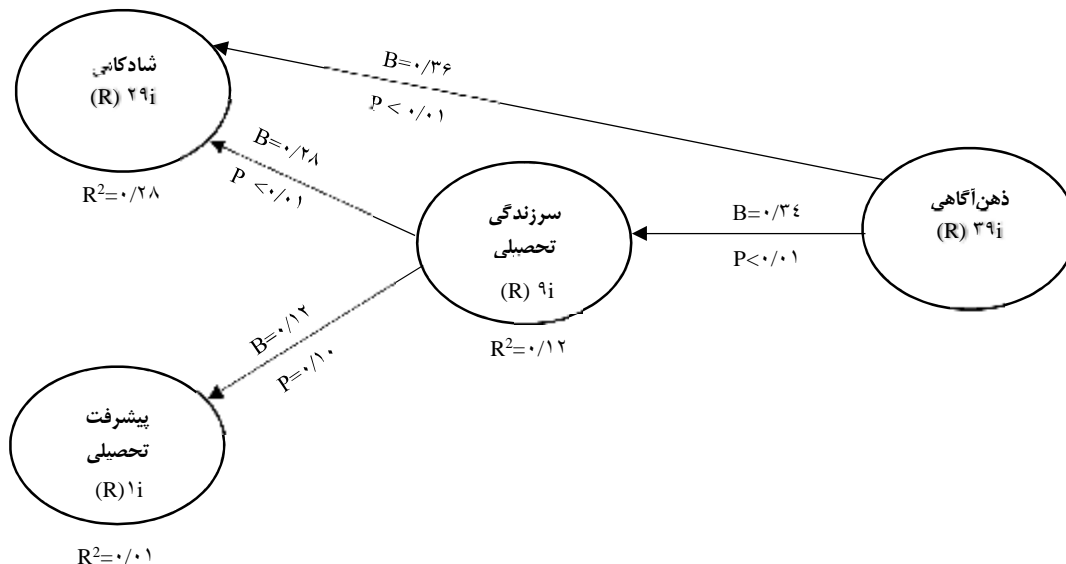 شادکامی
(R) ۲۹i
R²=۰/۲۸
B=۰/۳۶
P < ۰/۰۱
B=۰/۲۸
P <۰/۰۱
سرزندگی
تحصیلی
(R) ۹i
R²=۰/۱۲
B=۰/۳٤
P<۰/۰۱
ذهن‌آگاهی
(R) ۳۹i
B=۰/۱۲
P=۰/۱۰
پیشرفت
تحصیلی
(R)۱i
R²=۰/۰۱